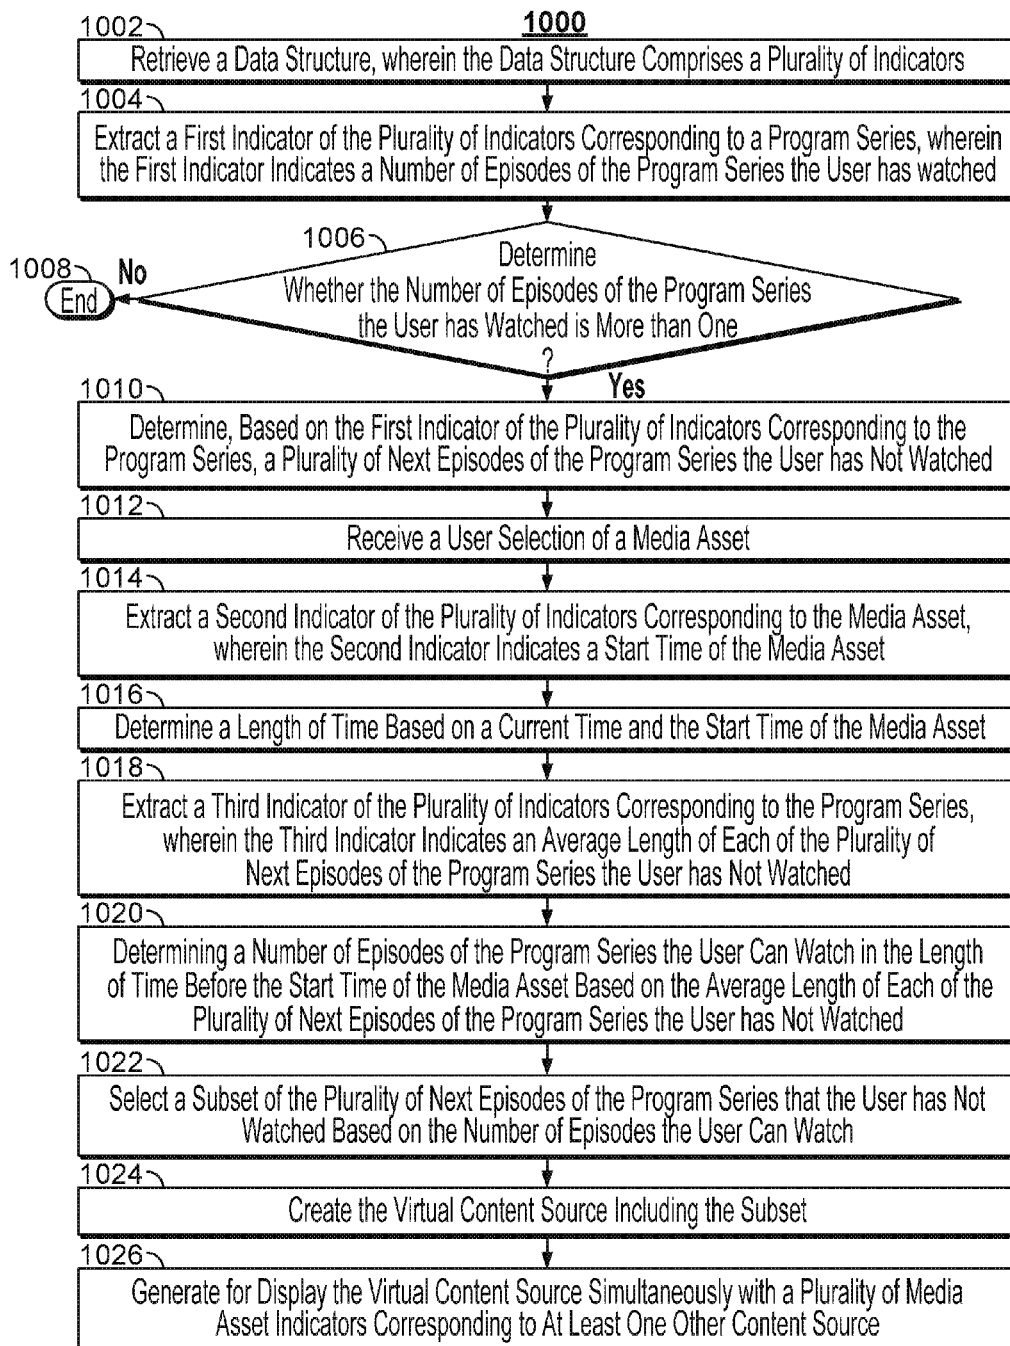 1000
1002
Retrieve a Data Structure, wherein the Data Structure Comprises a Plurality of Indicators
1004
Extract a First Indicator of the Plurality of Indicators Corresponding to a Program Series, wherein
the First Indicator Indicates a Number of Episodes of the Program Series the User has watched
1006
Determine
Whether the Number of Episodes of the Program Series
the User has Watched is More than One
?
1008
No
End
Yes
1010
Determine, Based on the First Indicator of the Plurality of Indicators Corresponding to the
Program Series, a Plurality of Next Episodes of the Program Series the User has Not Watched
1012
Receive a User Selection of a Media Asset
1014
Extract a Second Indicator of the Plurality of Indicators Corresponding to the Media Asset,
wherein the Second Indicator Indicates a Start Time of the Media Asset
1016
Determine a Length of Time Based on a Current Time and the Start Time of the Media Asset
1018
Extract a Third Indicator of the Plurality of Indicators Corresponding to the Program Series,
wherein the Third Indicator Indicates an Average Length of Each of the Plurality of
Next Episodes of the Program Series the User has Not Watched
1020
Determining a Number of Episodes of the Program Series the User Can Watch in the Length
of Time Before the Start Time of the Media Asset Based on the Average Length of Each of the
Plurality of Next Episodes of the Program Series the User has Not Watched
1022
Select a Subset of the Plurality of Next Episodes of the Program Series that the User has Not
Watched Based on the Number of Episodes the User Can Watch
1024
Create the Virtual Content Source Including the Subset
1026
Generate for Display the Virtual Content Source Simultaneously with a Plurality of Media
Asset Indicators Corresponding to At Least One Other Content Source